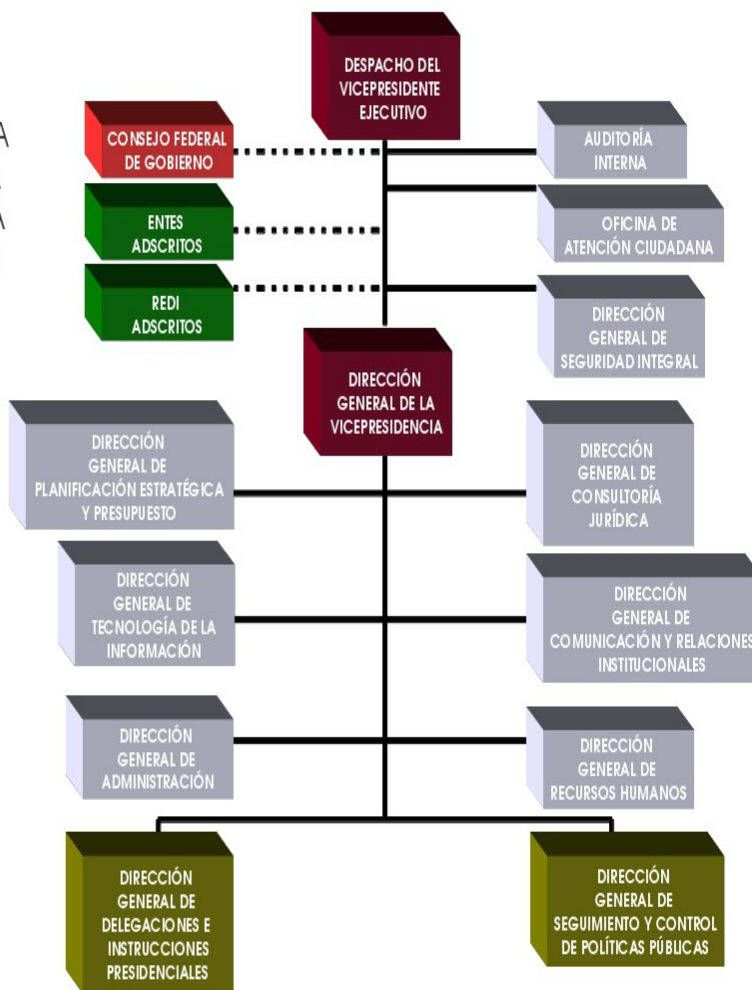 DESPACHO DEL
VICEPRESIDENTE
EJECUTIVO
CONSEJO FEDERAL
DE GOBIERNO
AUDITORÍA
INTERNA
ENTES
ADSCRITOS
OFICINA DE
ATENCIÓN CIUDADANA
REDI
ADSCRITOS
DIRECCIÓN
GENERAL DE
SEGURIDAD INTEGRAL
DIRECCIÓN
GENERAL DE LA
VICEPRESIDENCIA
DIRECCIÓN
GENERAL DE
PLANIFICACIÓN ESTRATÉGICA
Y PRESUPUESTO
DIRECCIÓN
GENERAL DE
CONSULTORÍA
JURÍDICA
DIRECCIÓN
GENERAL DE
TECNOLOGÍA DE LA
INFORMACIÓN
DIRECCIÓN
GENERAL DE
COMUNICACIÓN Y RELACIONES
INSTITUCIONALES
DIRECCIÓN
GENERAL DE
ADMINISTRACIÓN
DIRECCIÓN
GENERAL DE
RECURSOS HUMANOS
DIRECCIÓN
GENERAL DE
DELEGACIONES E
INSTRUCCIONES
PRESIDENCIALES
DIRECCIÓN
GENERAL DE
SEGUIMIENTO Y CONTROL
DE POLÍTICAS PÚBLICAS